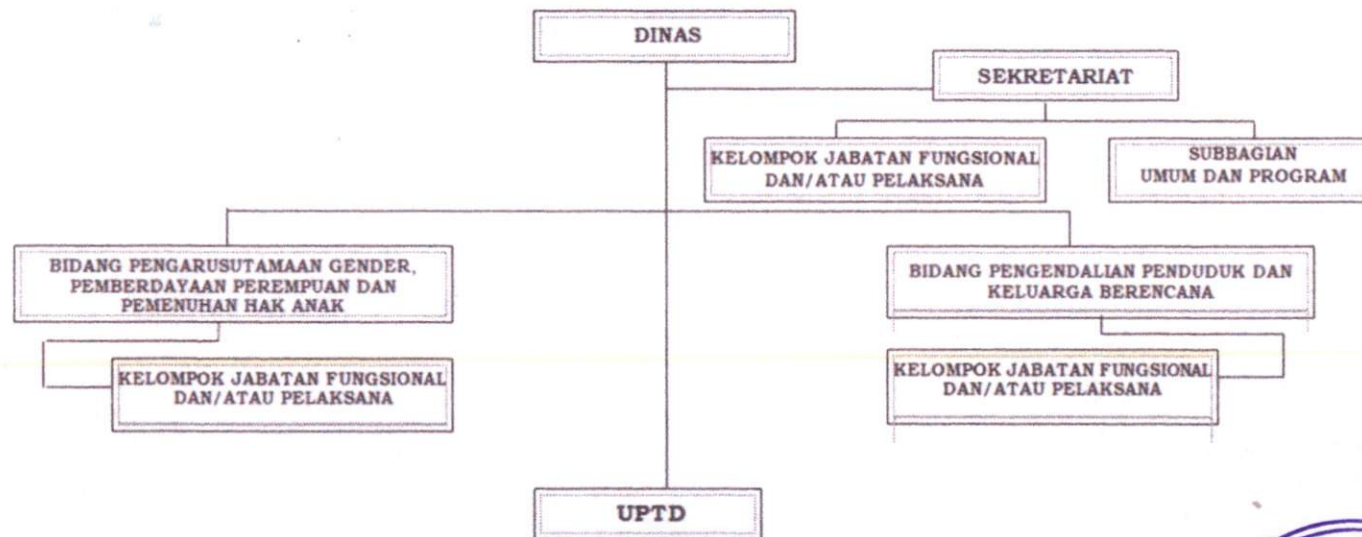 DINAS
SEKRETARIAT
KELOMPOK JABATAN FUNGSIONAL
DAN/ATAU PELAKSANA
SUBBAGIAN
UMUM DAN PROGRAM
BIDANG PENGARUSUTAMAAN GENDER,
PEMBERDAYAAN PEREMPUAN DAN
PEMENUHAN HAK ANAK
BIDANG PENGENDALIAN PENDUDUK DAN
KELUARGA BERENCANA
KELOMPOK JABATAN FUNGSIONAL
DAN/ATAU PELAKSANA
KELOMPOK JABATAN FUNGSIONAL
DAN/ATAU PELAKSANA
UPTD